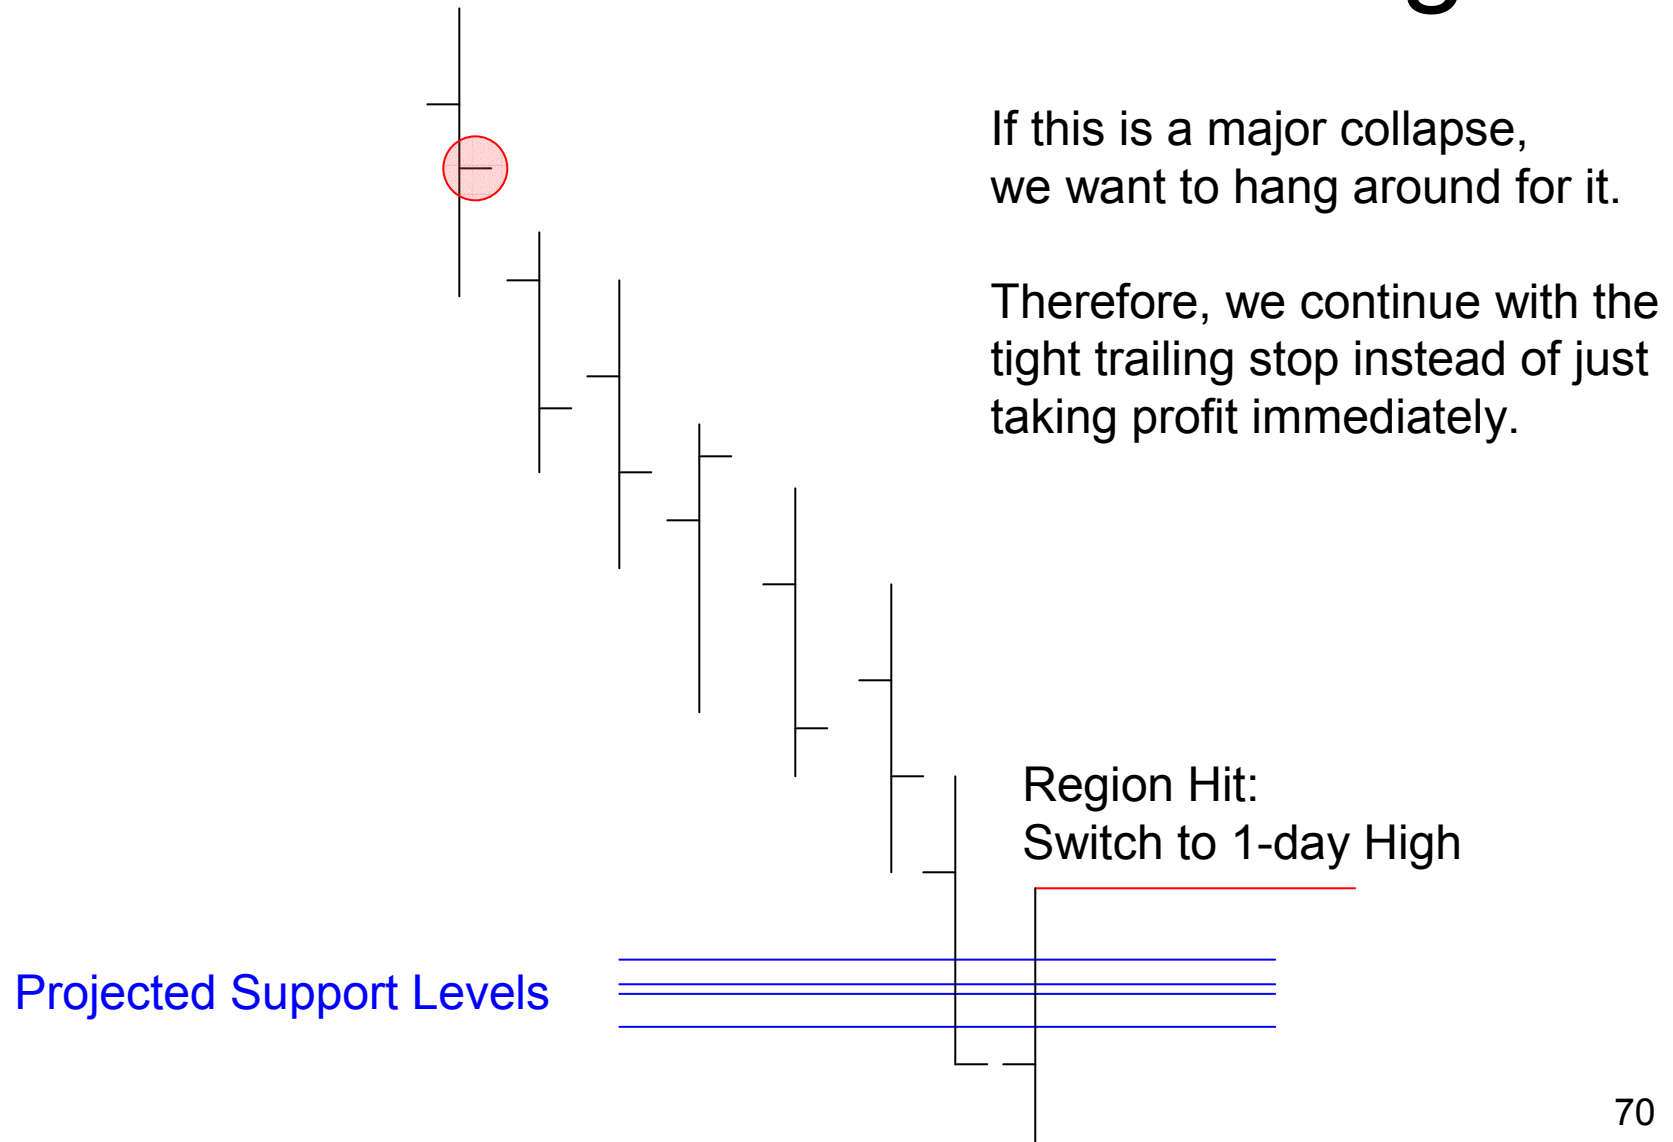 If this is a major collapse,
we want to hang around for it.
Therefore, we continue with the
tight trailing stop instead of just
taking profit immediately.
Region Hit:
Switch to 1-day High
Projected Support Levels
70